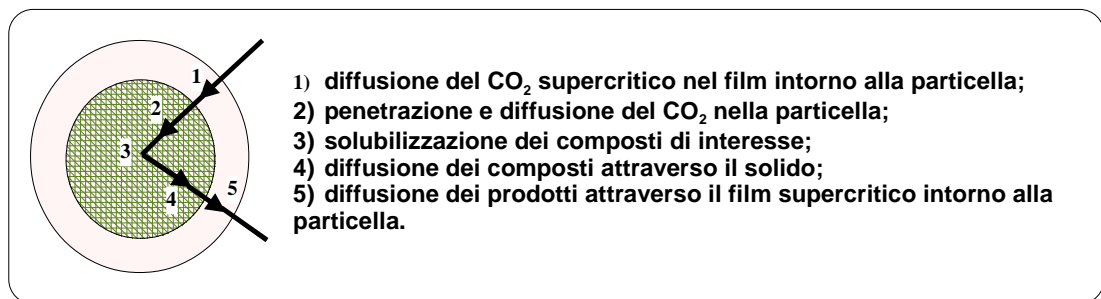 1
2
3
4
5
1) diffusione del CO₂ supercritico nel film intorno alla particella;
2) penetrazione e diffusione del CO₂ nella particella;
3) solubilizzazione dei composti di interesse;
4) diffusione dei composti attraverso il solido;
5) diffusione dei prodotti attraverso il film supercritico intorno alla
particella.